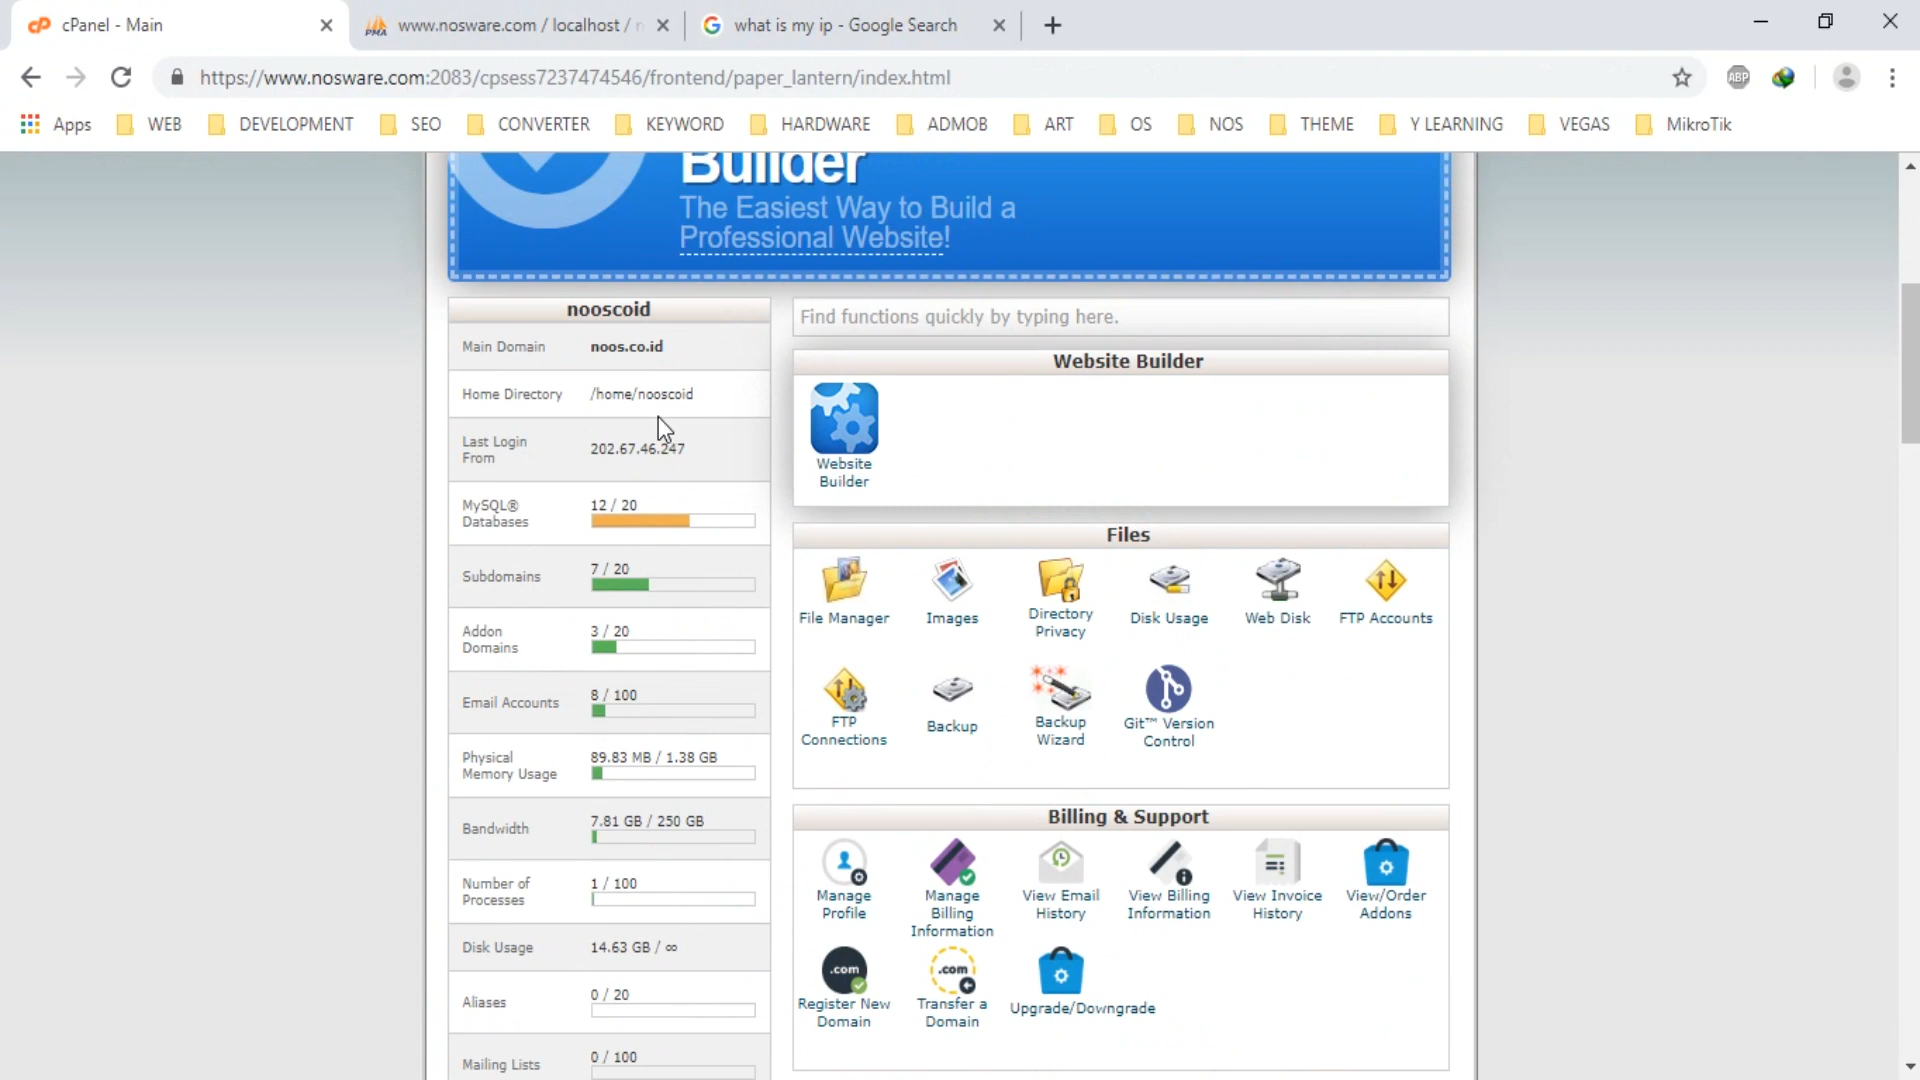 cPanel - Main
PMA
www.nosware.com / localhost / n
what is my ip - Google Search
https://www.nosware.com:2083/cpsess7237474546/frontend/paper_lantern/index.html
ABP
Apps
WEB
DEVELOPMENT
SEO
CONVERTER
KEYWORD
HARDWARE
ADMOB
ART
OS
NOS
THEME
Y LEARNING
VEGAS
MikroTik
Builder
The Easiest Way to Build a
Professional Website!
nooscoid
Main Domain
noos.co.id
Home Directory
/home/nooscoid
Last Login
From
202.67.46.247
MySQL®
Databases
12 / 20
Subdomains
7 / 20
Addon
Domains
3 / 20
Email Accounts
8 / 100
Physical
Memory Usage
89.83 MB / 1.38 GB
Bandwidth
7.81 GB / 250 GB
Number of
Processes
1 / 100
Disk Usage
14.63 GB / ∞
Aliases
0 / 20
Mailing Lists
0 / 100
Find functions quickly by typing here.
Website Builder
Website
Builder
Files
File Manager
Images
Directory
Privacy
Disk Usage
Web Disk
FTP Accounts
FTP
Connections
Backup
Backup
Wizard
Git™ Version
Control
Billing & Support
Manage
Profile
Manage
Billing
Information
View Email
History
View Billing
Information
View Invoice
History
View/Order
Addons
.com
Register New
Domain
.com
Transfer a
Domain
Upgrade/Downgrade